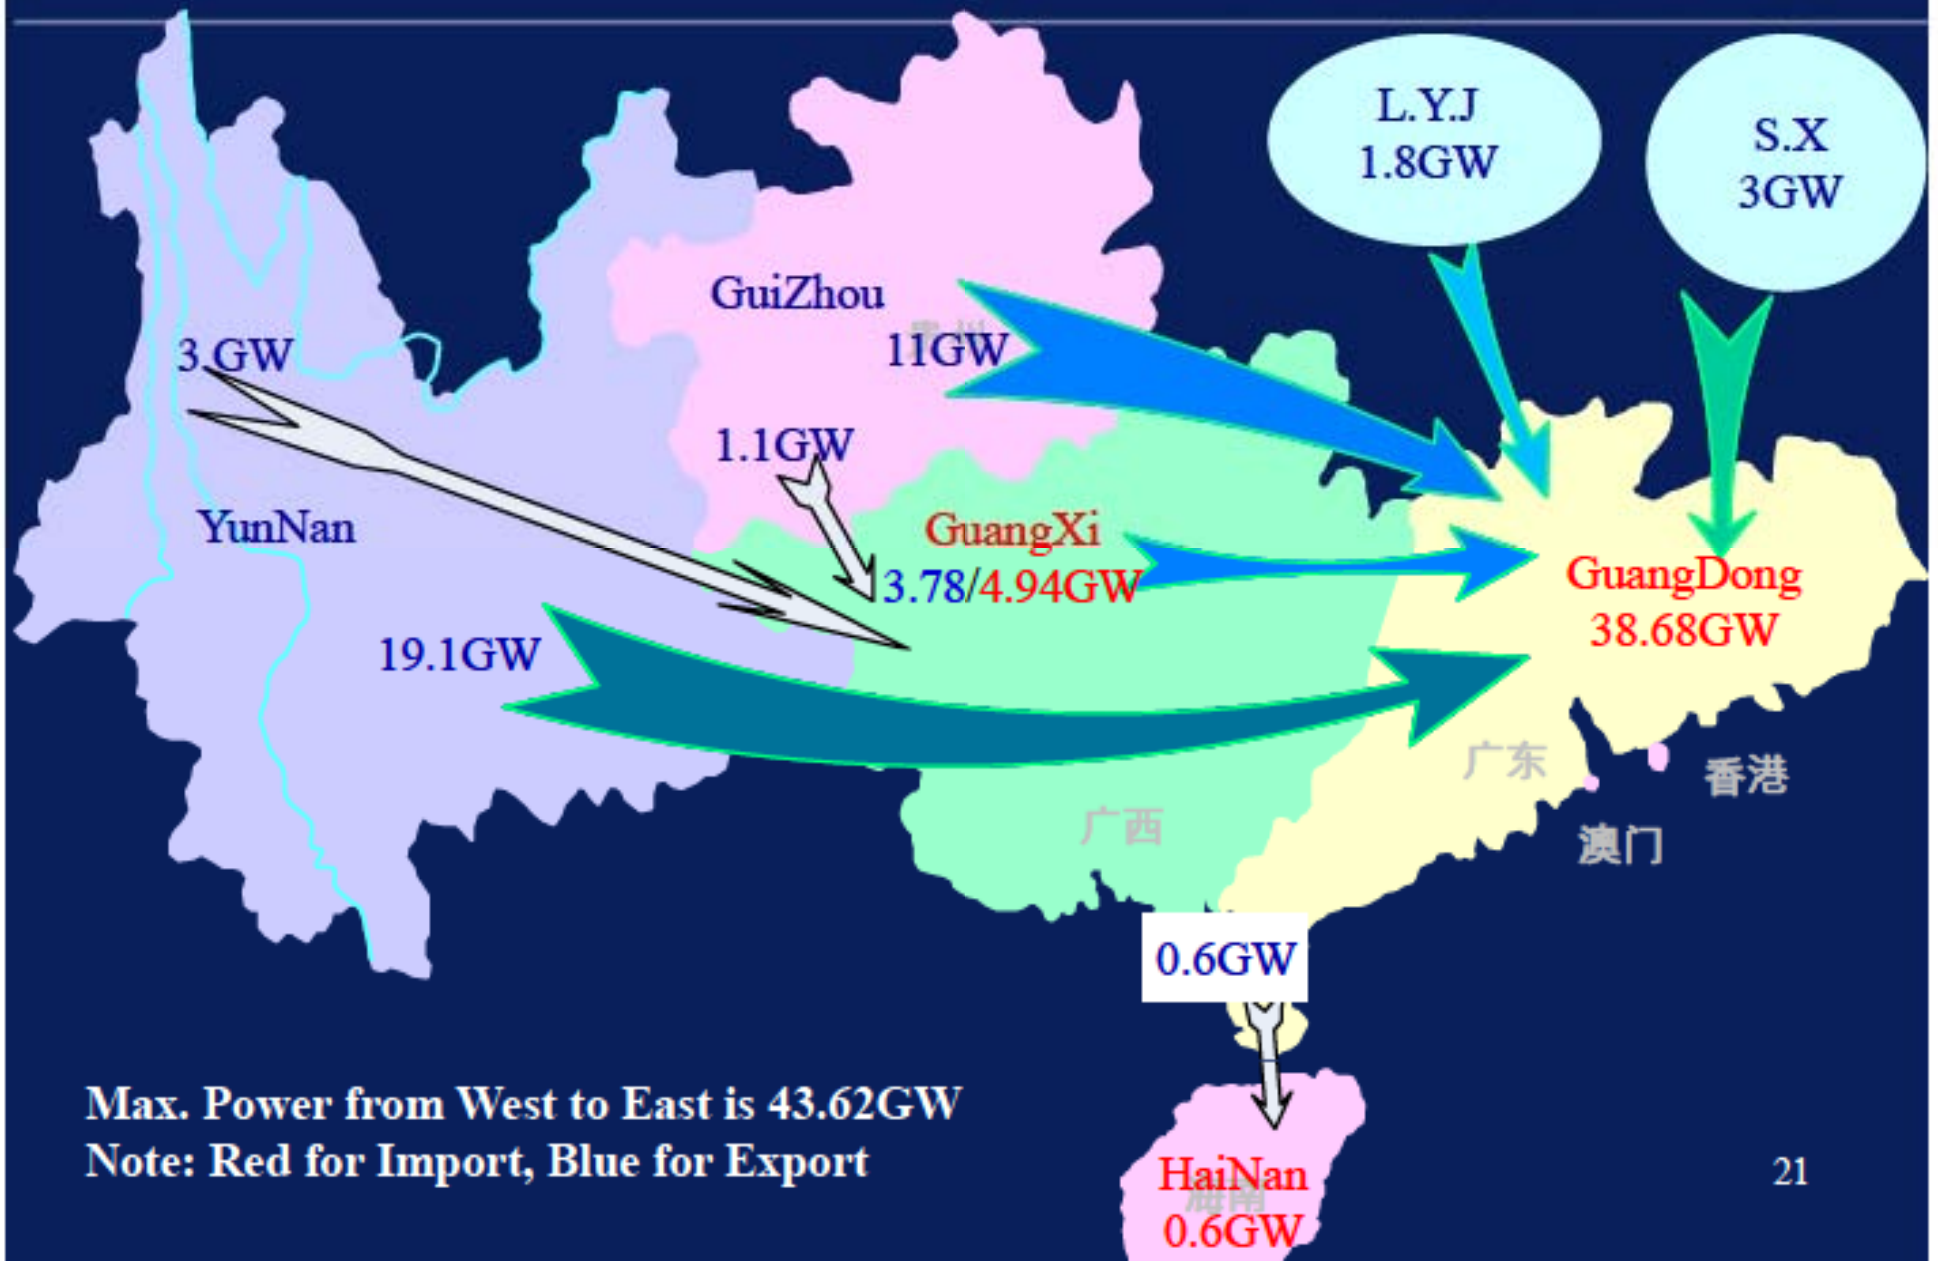 L.Y.J
1.8GW
S.X
3GW
GuiZhou
11GW
3.GW
1.1GW
YunNan
GuangXi
3.78/4.94GW
GuangDong
38.68GW
19.1GW
广东
香港
广西
澳门
0.6GW
Max. Power from West to East is 43.62GW
Note: Red for Import, Blue for Export
21
HaiNan
海南
0.6GW